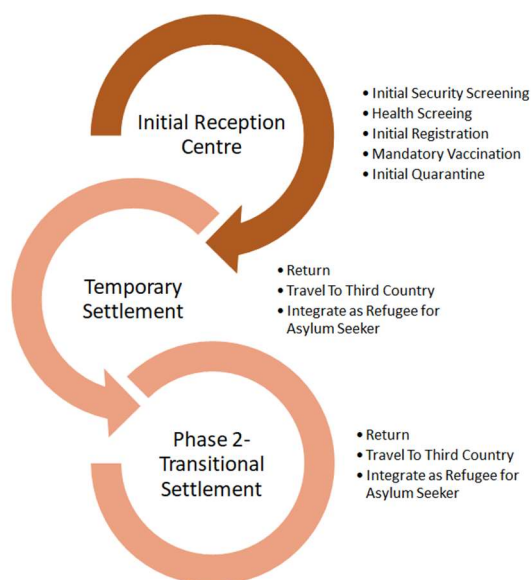 Initial Reception
Centre
• Initial Security Screening
• Health Screeing
• Initial Registration
• Mandatory Vaccination
• Initial Quarantine
Temporary
Settlement
• Return
• Travel To Third Country
• Integrate as Refugee for
Asylum Seeker
Phase 2-
Transitional
Settlement
• Return
• Travel To Third Country
• Integrate as Refugee for
Asylum Seeker